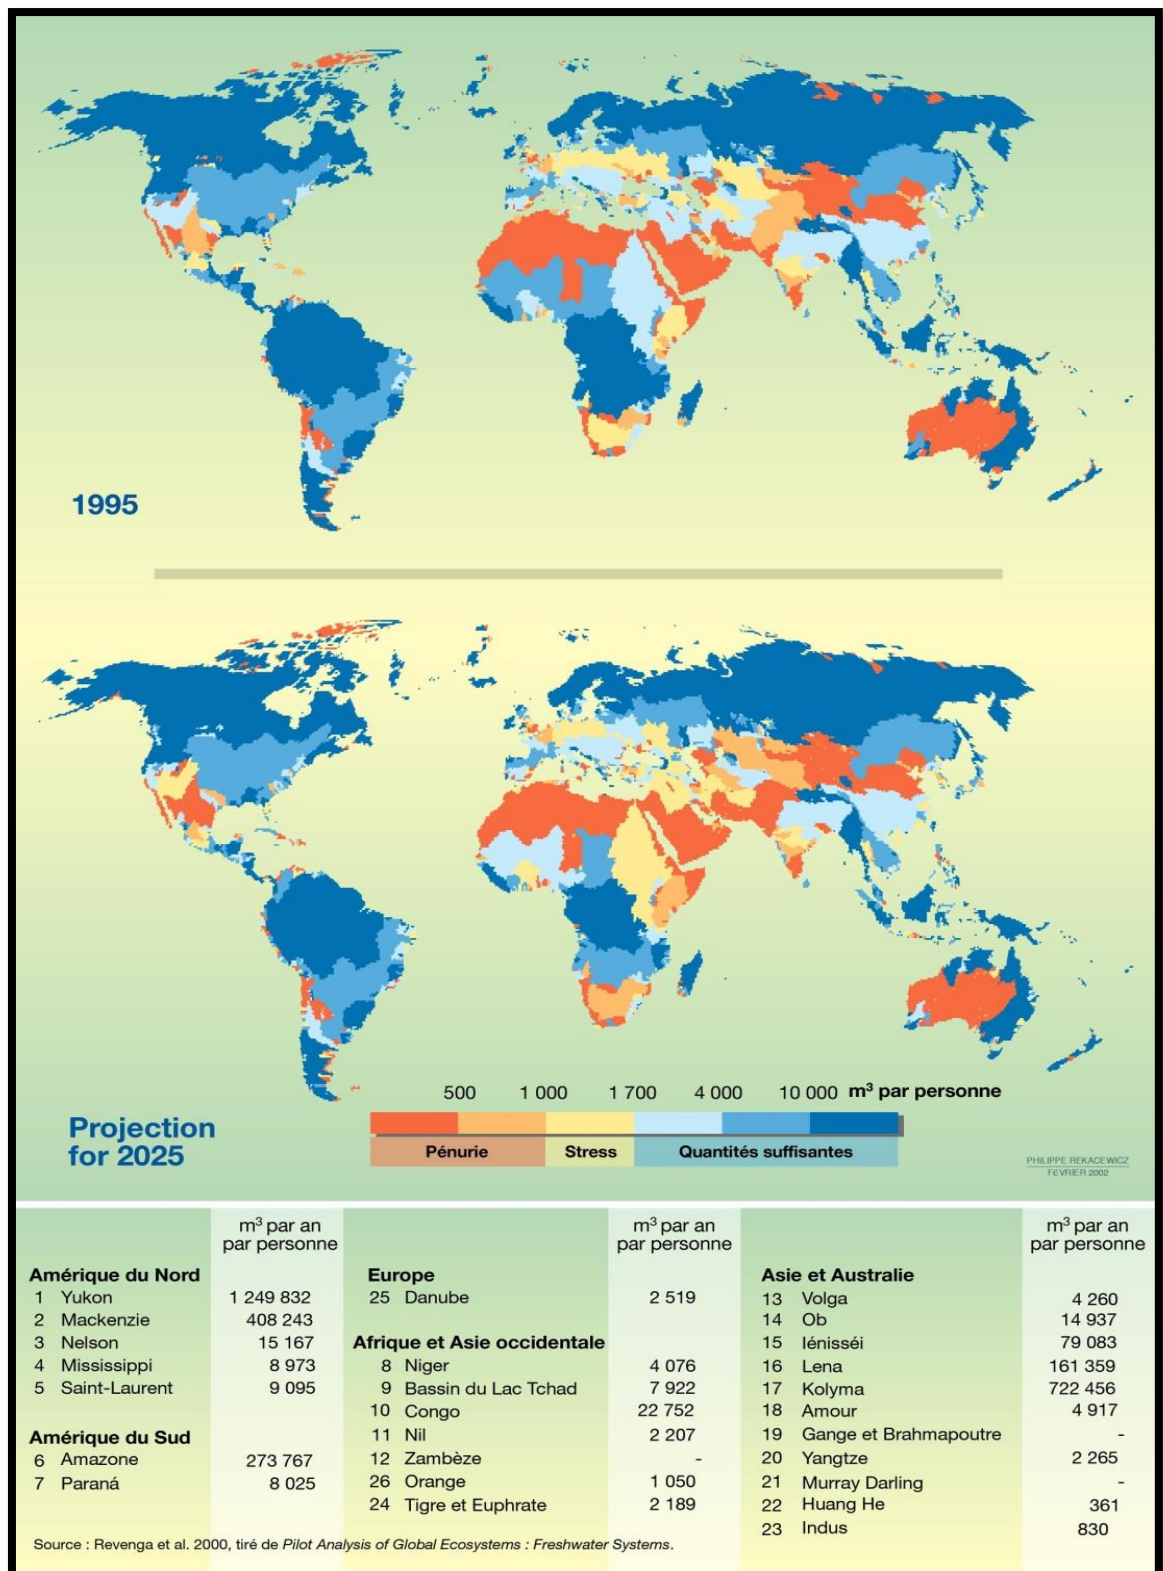 1995
500 1 000 1 700 4 000 10 000 m³ par personne
Projection
for 2025
Pénurie Stress Quantités suffisantes
PHILIPPE REKACEWICZ
FÉVRIER 2002
m³ par an
par personne
Amérique du Nord
1 Yukon 1 249 832
2 Mackenzie 408 243
3 Nelson 15 167
4 Mississippi 8 973
5 Saint-Laurent 9 095
Amérique du Sud
6 Amazone 273 767
7 Paraná 8 025
m³ par an
par personne
Europe
25 Danube 2 519
Afrique et Asie occidentale
8 Niger 4 076
9 Bassin du Lac Tchad 7 922
10 Congo 22 752
11 Nil 2 207
12 Zambèze -
26 Orange 1 050
24 Tigre et Euphrate 2 189
m³ par an
par personne
Asie et Australie
13 Volga 4 260
14 Ob 14 937
15 Iénisséi 79 083
16 Lena 161 359
17 Kolyma 722 456
18 Amour 4 917
19 Gange et Brahmapoutre -
20 Yangtze 2 265
21 Murray Darling -
22 Huang He 361
23 Indus 830
Source : Revenga et al. 2000, tiré de Pilot Analysis of Global Ecosystems : Freshwater Systems.